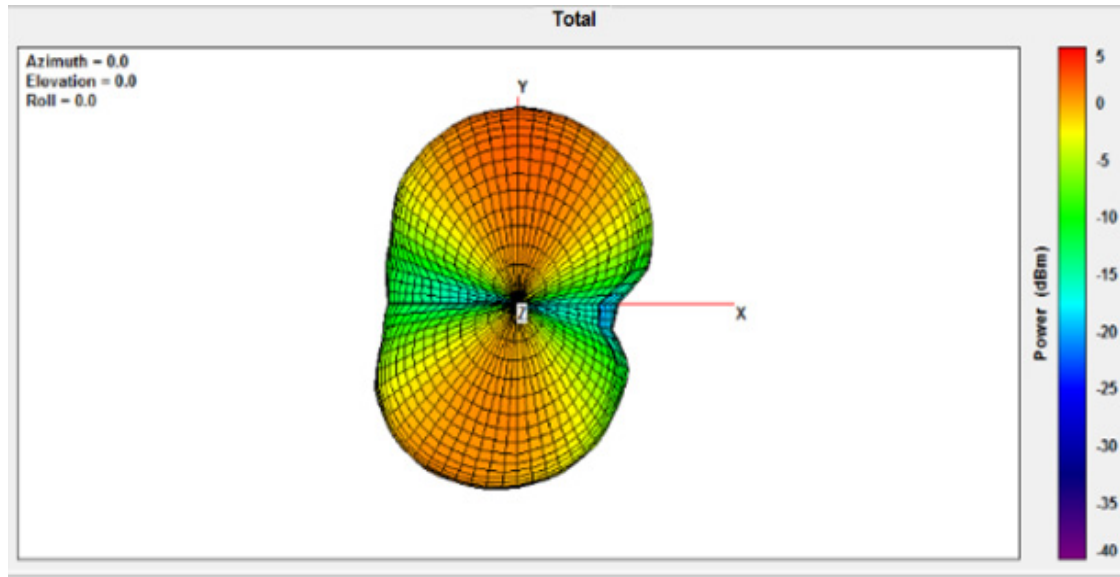 Total
Azimuth = 0.0
Elevation = 0.0
Roll = 0.0
Y
X
Z
5
0
-5
-10
-15
-20
-25
-30
-35
-40
Power (dBm)